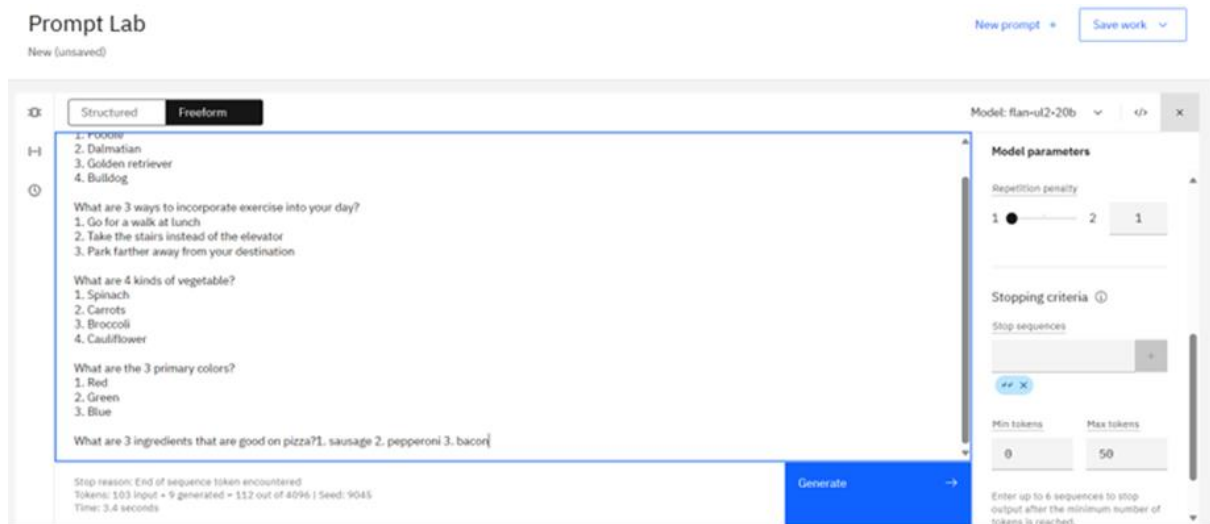 Prompt Lab
New prompt +
Save work
New (unsaved)
Structured
Freeform
Model: flan-ul2-20b
</>
×
1. Poodle
2. Dalmatian
3. Golden retriever
4. Bulldog
What are 3 ways to incorporate exercise into your day?
1. Go for a walk at lunch
2. Take the stairs instead of the elevator
3. Park farther away from your destination
What are 4 kinds of vegetable?
1. Spinach
2. Carrots
3. Broccoli
4. Cauliflower
What are the 3 primary colors?
1. Red
2. Green
3. Blue
What are 3 ingredients that are good on pizza?1. sausage 2. pepperoni 3. bacon
Stop reason: End of sequence token encountered
Tokens: 103 input + 9 generated = 112 out of 4096 | Seed: 9045
Time: 3.4 seconds
Generate →
Model parameters
Repetition penalty
1 2 1
Stopping criteria
Stop sequences
+
Min tokens Max tokens
0 50
Enter up to 6 sequences to stop
output after the minimum number of
tokens is reached.